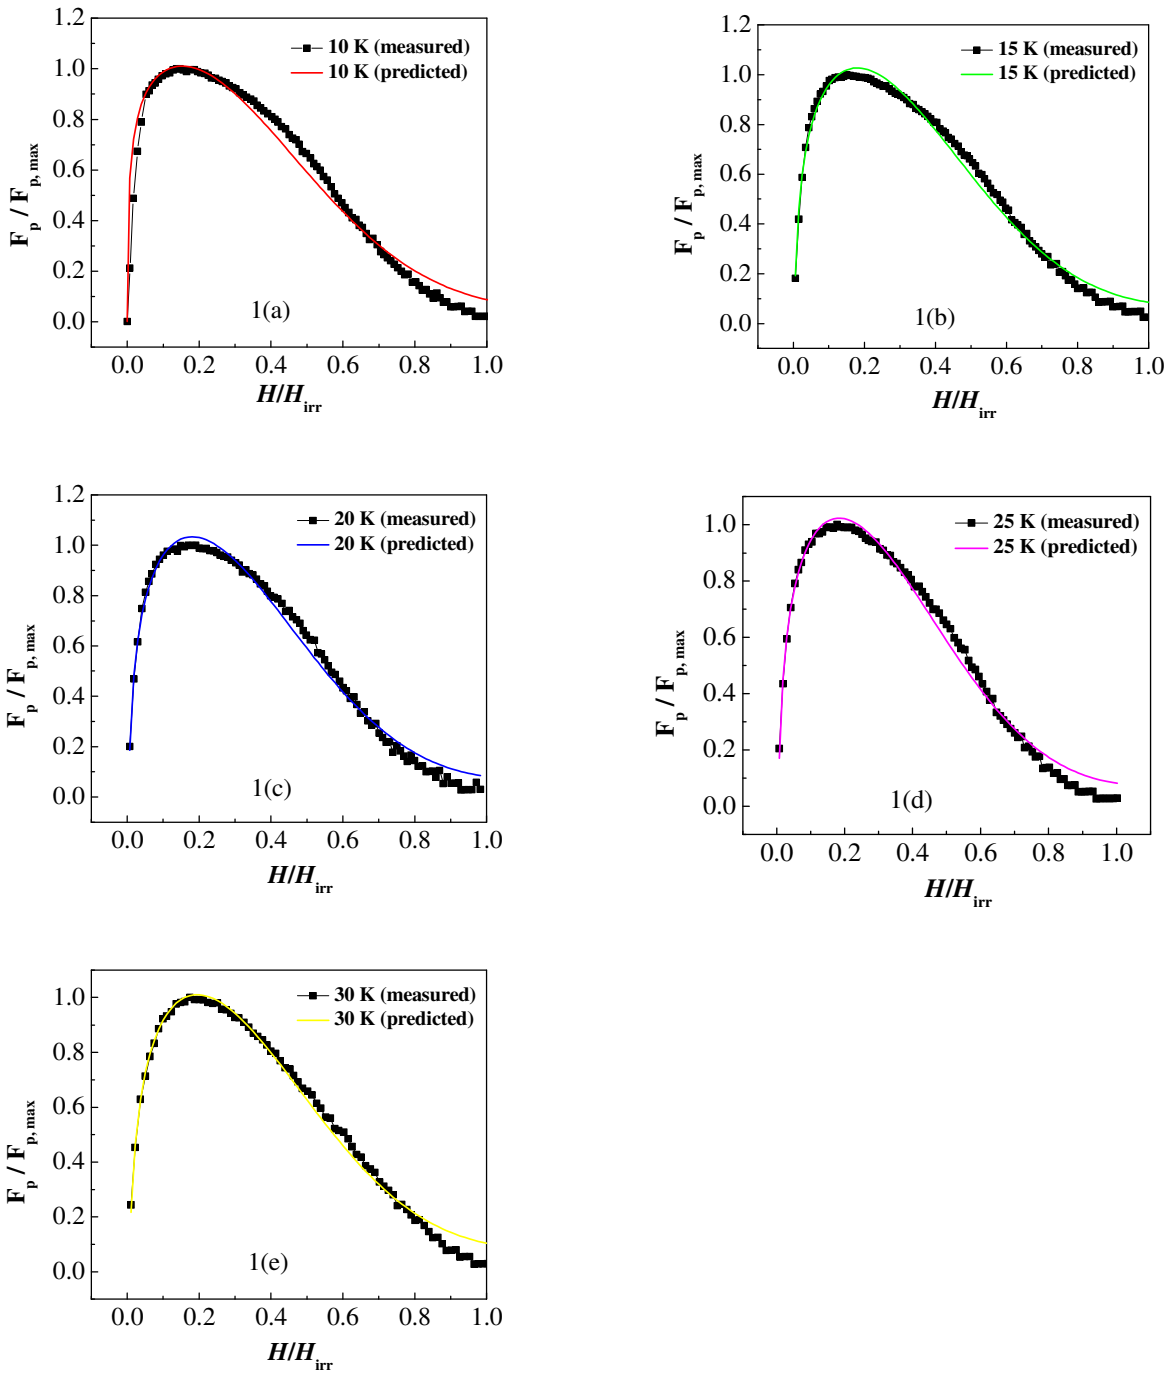 1.2
1.0
0.8
0.6
0.4
0.2
0.0
F_p / F_p, max
10 K (measured)
10 K (predicted)
1(a)
0.0 0.2 0.4 0.6 0.8 1.0
H/H_irr
1.2
1.0
0.8
0.6
0.4
0.2
0.0
F_p / F_p, max
15 K (measured)
15 K (predicted)
1(b)
0.0 0.2 0.4 0.6 0.8 1.0
H/H_irr
1.2
1.0
0.8
0.6
0.4
0.2
0.0
F_p / F_p, max
20 K (measured)
20 K (predicted)
1(c)
0.0 0.2 0.4 0.6 0.8 1.0
H/H_irr
1.0
0.8
0.6
0.4
0.2
0.0
F_p / F_p, max
25 K (measured)
25 K (predicted)
1(d)
0.0 0.2 0.4 0.6 0.8 1.0
H/H_irr
1.0
0.8
0.6
0.4
0.2
0.0
F_p / F_p, max
30 K (measured)
30 K (predicted)
1(e)
0.0 0.2 0.4 0.6 0.8 1.0
H/H_irr